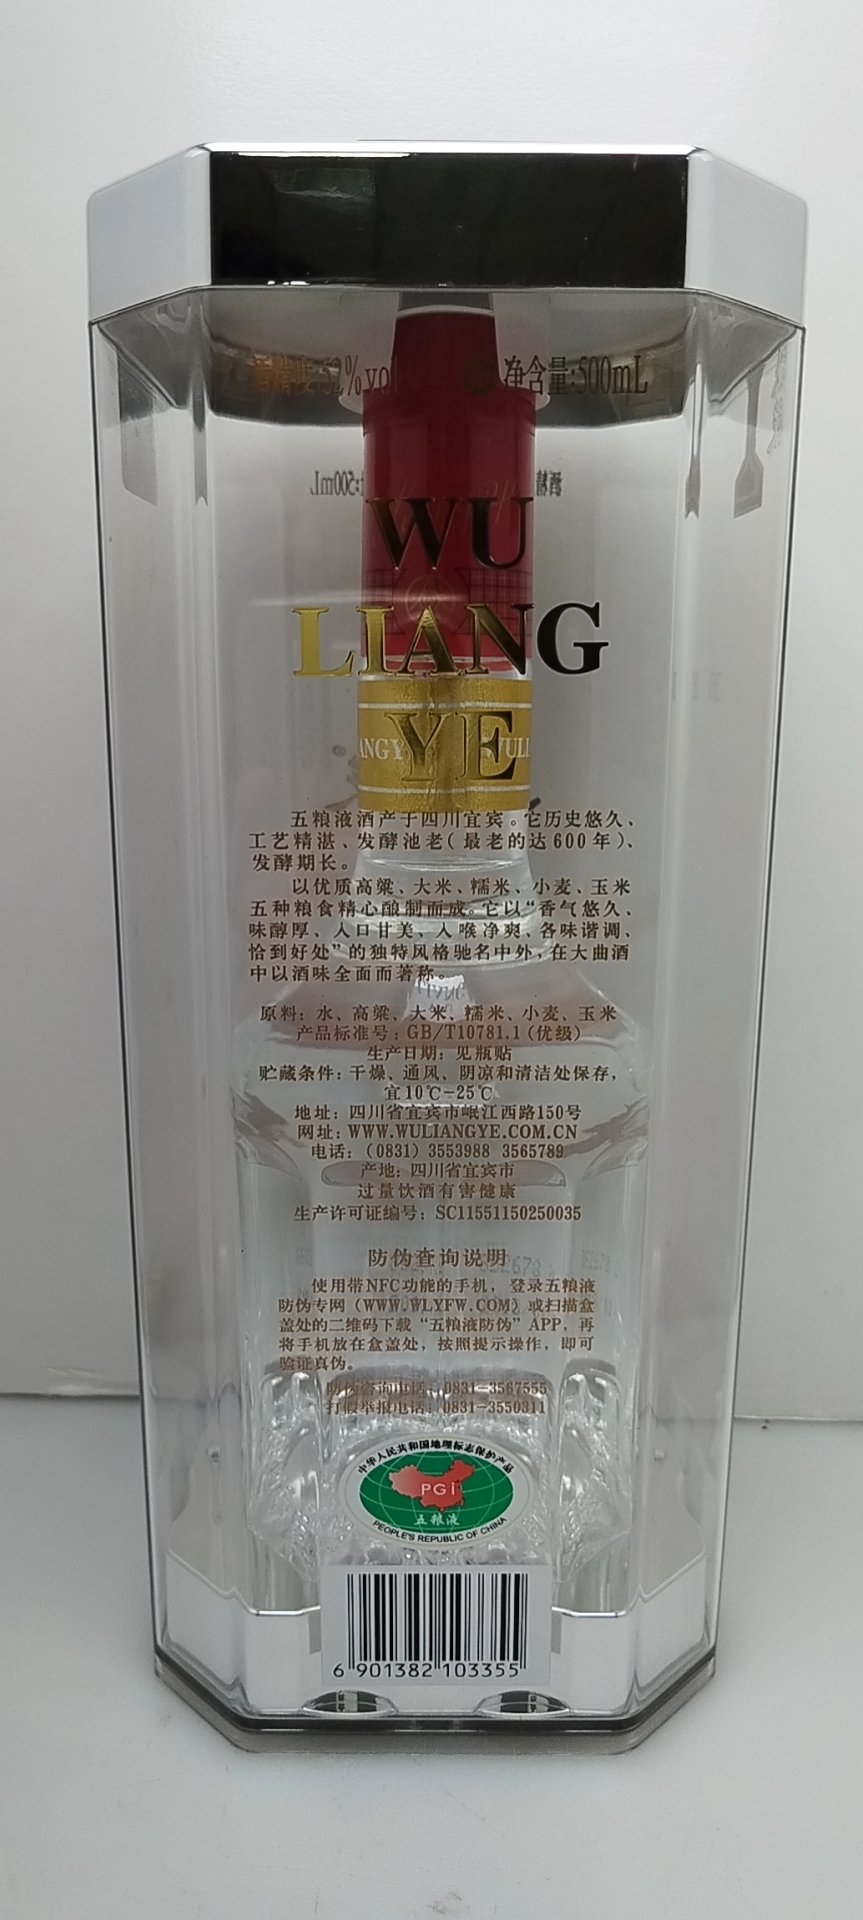 酒精度:52%vol 净含量:500mL
WU
LIANG
YE
五粮液酒产于四川宜宾。它历史悠久、
工艺精湛、发酵池老(最老的达600年)、
发酵期长。
以优质高粱、大米、糯米、小麦、玉米
五种粮食精心酿制而成。它以“香气悠久、
味醇厚、入口甘美、入喉净爽、各味谐调、
恰到好处”的独特风格驰名中外,在大曲酒
中以酒味全面而著称。
原料:水、高粱、大米、糯米、小麦、玉米
产品标准号:GB/T10781.1(优级)
生产日期:见瓶贴
贮藏条件:干燥、通风、阴凉和清洁处保存,
宜10℃-25℃
地址:四川省宜宾市岷江西路150号
网址:WWW.WULIANGYE.COM.CN
电话:(0831) 3553988 3565789
产地:四川省宜宾市
过量饮酒有害健康
生产许可证编号:SC11551150250035
防伪查询说明
使用带NFC功能的手机,登录五粮液
防伪专网(WWW.WLYFW.COM)或扫描盒
盖处的二维码下载“五粮液防伪”APP,再
将手机放在盒盖处,按照提示操作,即可
验证真伪。
防伪咨询电话:0831-3567555
打假举报电话:0831-3550311
中华人民共和国地理标志保护产品
PGI
五粮液
PEOPLE'S REPUBLIC OF CHINA
6 901382 103355